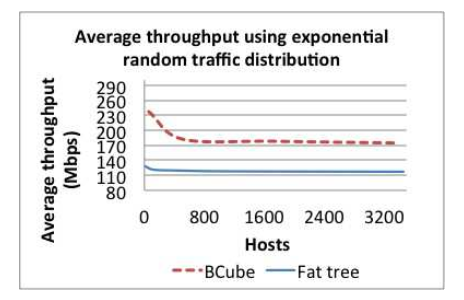 Average throughput using exponential
random traffic distribution
Average throughput
(Mbps)
290
260
230
200
170
140
110
80
0 800 1600 2400 3200
Hosts
BCube Fat tree